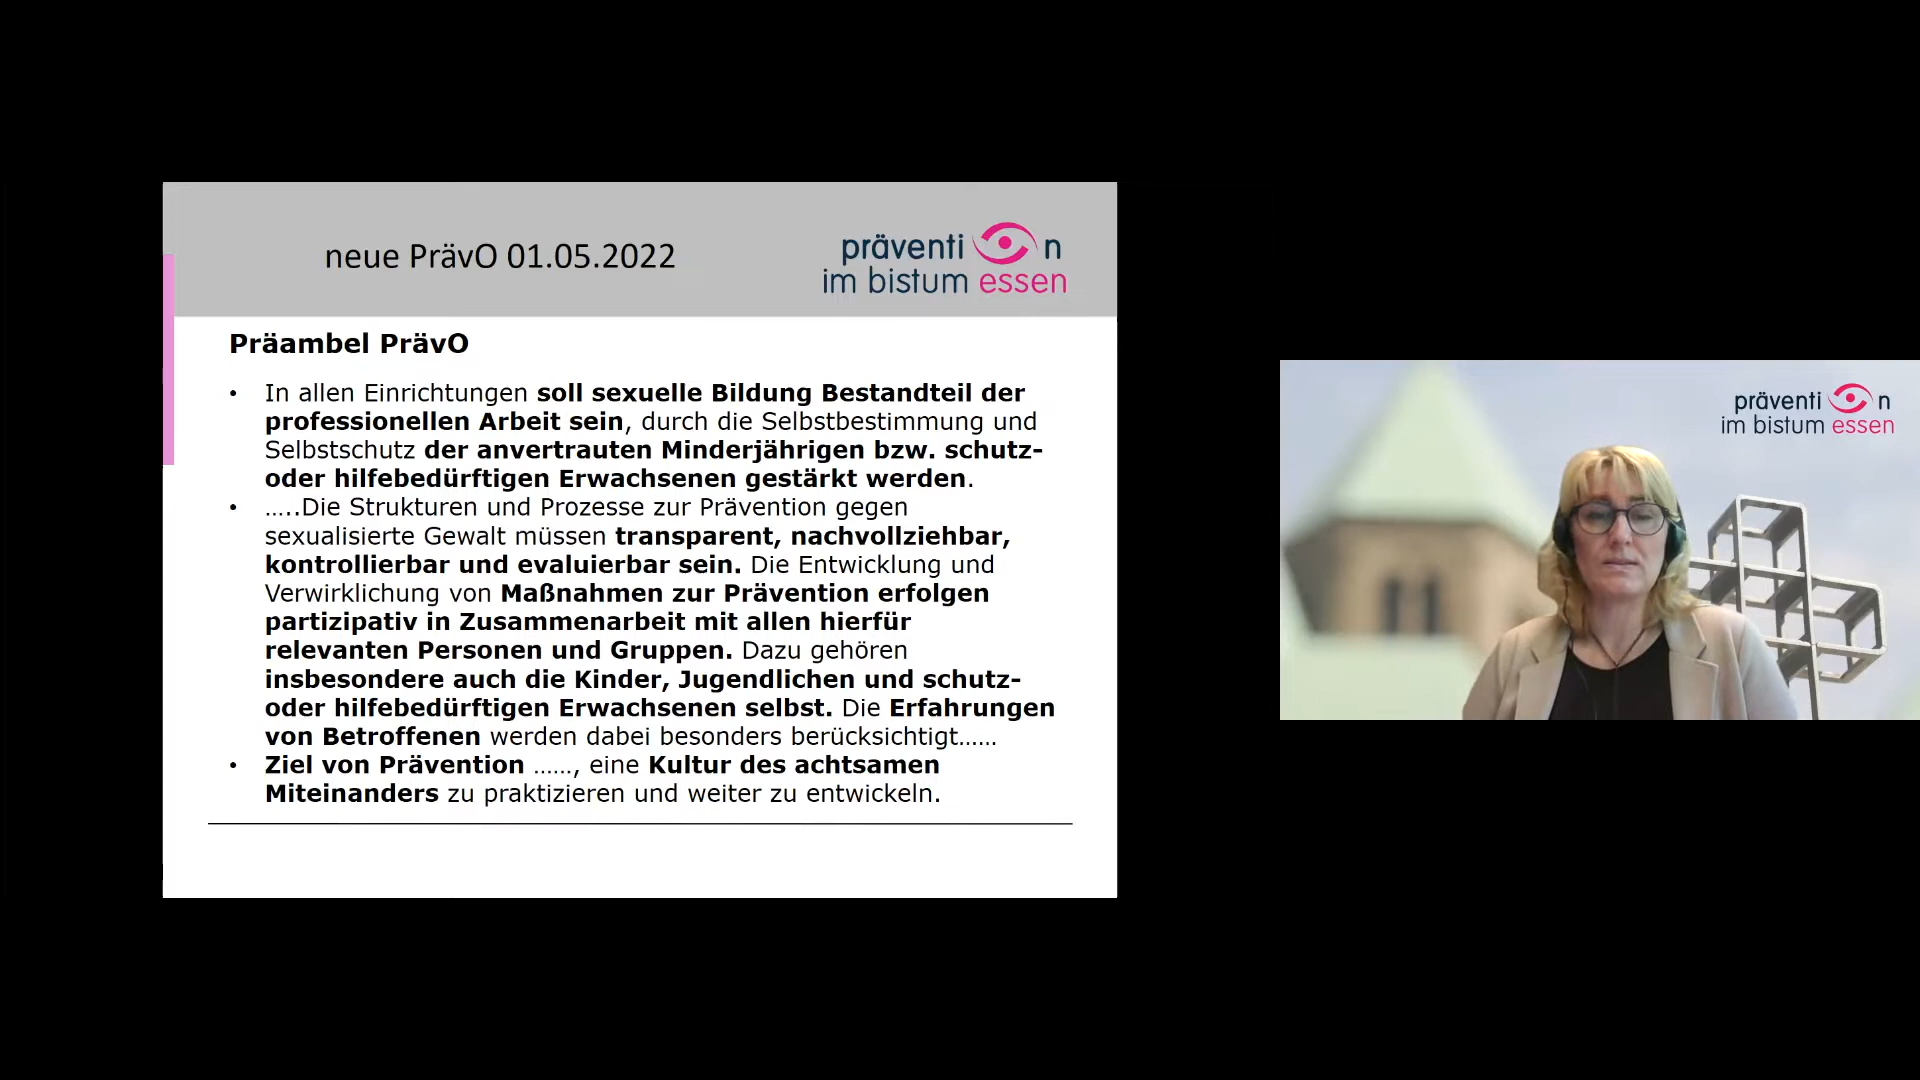 neue PrävO 01.05.2022
präventi n
im bistum essen
Präambel PrävO
• In allen Einrichtungen soll sexuelle Bildung Bestandteil der
professionellen Arbeit sein, durch die Selbstbestimmung und
Selbstschutz der anvertrauten Minderjährigen bzw. schutz-
oder hilfebedürftigen Erwachsenen gestärkt werden.
• …..Die Strukturen und Prozesse zur Prävention gegen
sexualisierte Gewalt müssen transparent, nachvollziehbar,
kontrollierbar und evaluierbar sein. Die Entwicklung und
Verwirklichung von Maßnahmen zur Prävention erfolgen
partizipativ in Zusammenarbeit mit allen hierfür
relevanten Personen und Gruppen. Dazu gehören
insbesondere auch die Kinder, Jugendlichen und schutz-
oder hilfebedürftigen Erwachsenen selbst. Die Erfahrungen
von Betroffenen werden dabei besonders berücksichtigt……
• Ziel von Prävention ……, eine Kultur des achtsamen
Miteinanders zu praktizieren und weiter zu entwickeln.
präventi n
im bistum essen